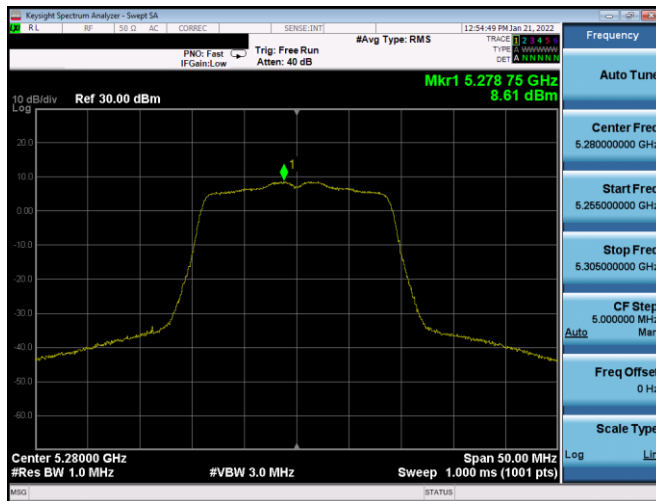 Keysight Spectrum Analyzer - Swept SA
RL RF 50 Ω AC CORREC SENSE:INT 12:54:49 PM Jan 21, 2022
#Avg Type: RMS
TRACE 1 2 3 4 5 6
PNO: Fast Trig: Free Run TYPE A WWWWW
IFGain:Low Atten: 40 dB DET A N N N N N
Mkr1 5.278 75 GHz
8.61 dBm
10 dB/div Ref 30.00 dBm
Log
20.0
1
0.00
-10.0
-20.0
-30.0
-40.0
-50.0
-60.0
Center 5.28000 GHz Span 50.00 MHz
#Res BW 1.0 MHz #VBW 3.0 MHz Sweep 1.000 ms (1001 pts)
MSG STATUS
Frequency
Auto Tune
Center Freq
5.280000000 GHz
Start Freq
5.255000000 GHz
Stop Freq
5.305000000 GHz
CF Step
5.000000 MHz
Auto Man
Freq Offset
0 Hz
Scale Type
Log Lin